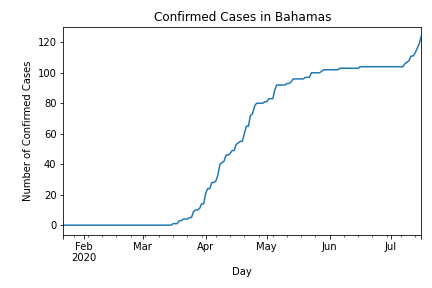 Confirmed Cases in Bahamas
Number of Confirmed Cases
120
100
80
60
40
20
0
Feb Mar Apr May Jun Jul
2020
Day